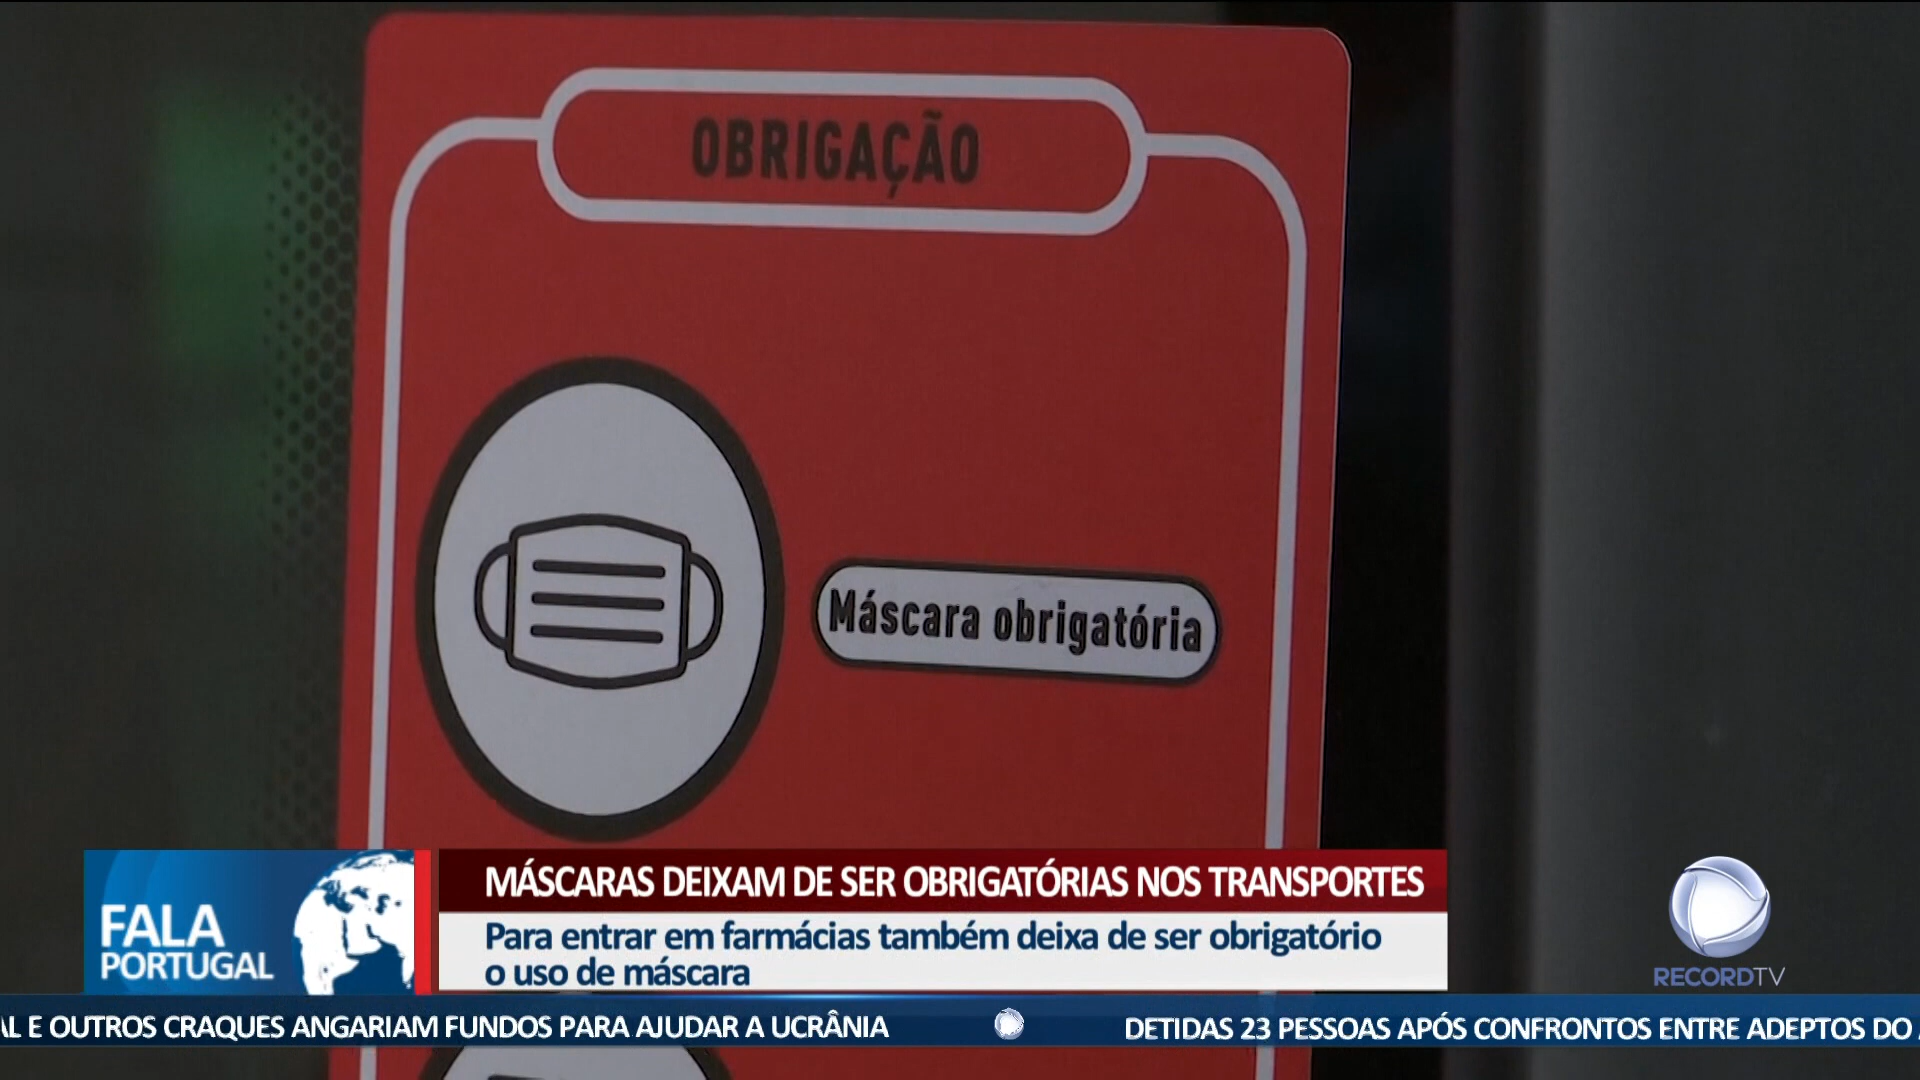 OBRIGAÇÃO
Máscara obrigatória
FALA
PORTUGAL
MÁSCARAS DEIXAM DE SER OBRIGATÓRIAS NOS TRANSPORTES
Para entrar em farmácias também deixa de ser obrigatório
o uso de máscara
RECORDTV
E OUTROS CRAQUES ANGARIAM FUNDOS PARA AJUDAR A UCRÂNIA
DETIDAS 23 PESSOAS APÓS CONFRONTOS ENTRE ADEPTOS DO